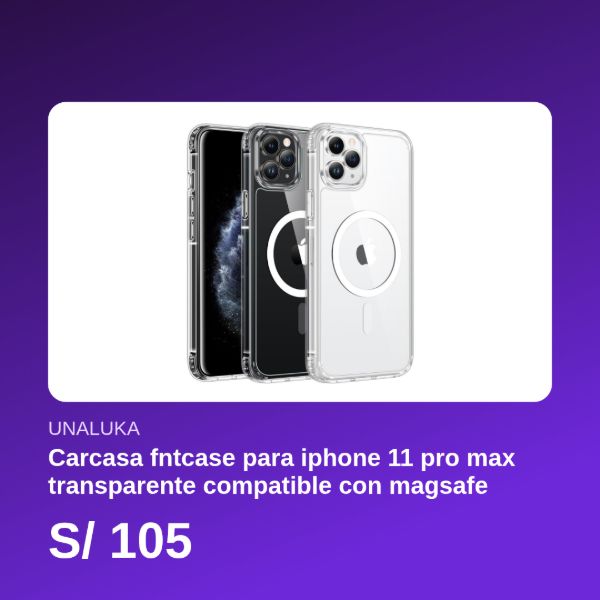 UNALUKA
Carcasa fntcase para iphone 11 pro max
transparente compatible con magsafe
S/ 105